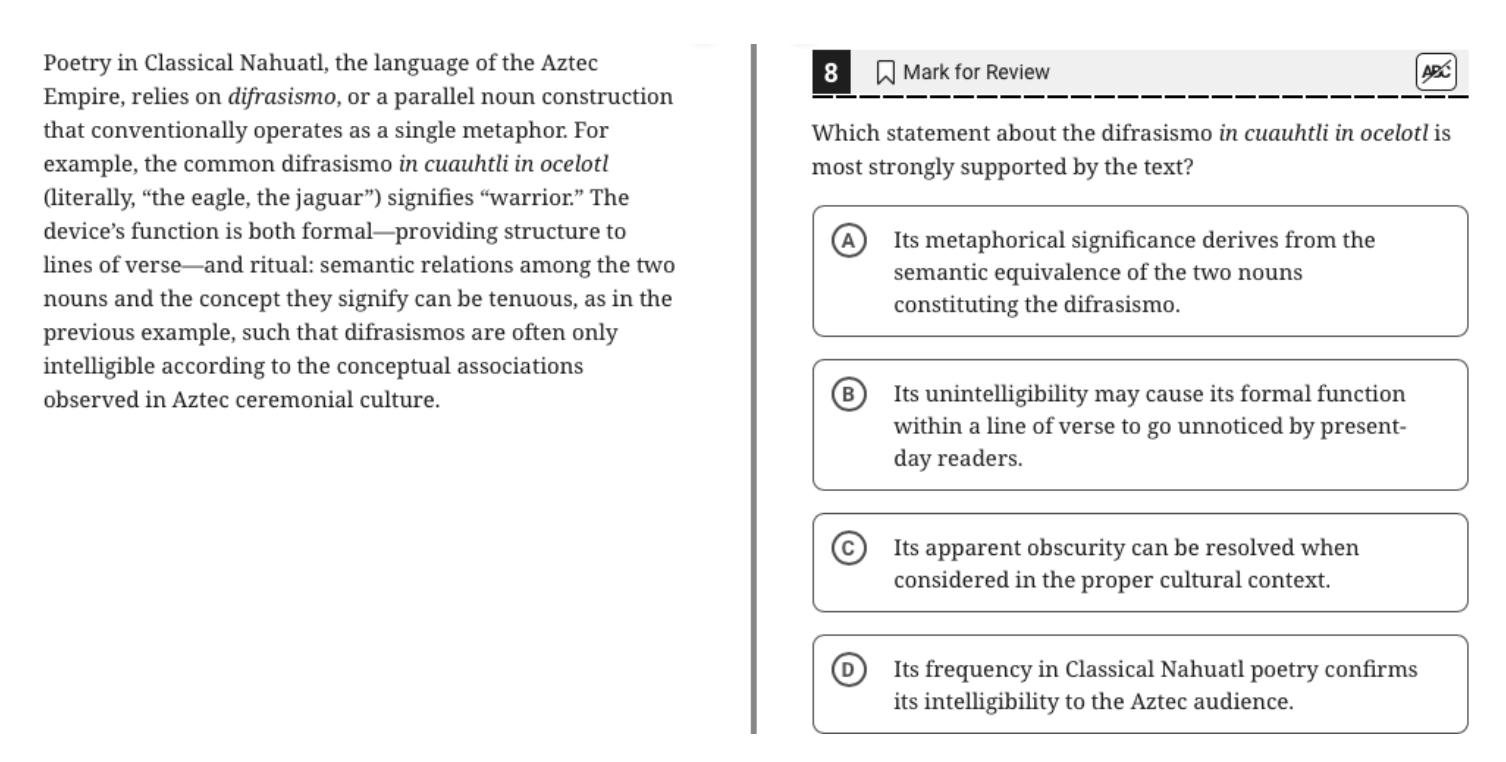 Poetry in Classical Nahuatl, the language of the Aztec
Empire, relies on difrasismo, or a parallel noun construction
that conventionally operates as a single metaphor. For
example, the common difrasismo in cuauhtli in ocelotl
(literally, “the eagle, the jaguar”) signifies “warrior.” The
device’s function is both formal—providing structure to
lines of verse—and ritual: semantic relations among the two
nouns and the concept they signify can be tenuous, as in the
previous example, such that difrasismos are often only
intelligible according to the conceptual associations
observed in Aztec ceremonial culture.
8 Mark for Review ABC
Which statement about the difrasismo in cuauhtli in ocelotl is
most strongly supported by the text?
A Its metaphorical significance derives from the
semantic equivalence of the two nouns
constituting the difrasismo.
B Its unintelligibility may cause its formal function
within a line of verse to go unnoticed by present-
day readers.
C Its apparent obscurity can be resolved when
considered in the proper cultural context.
D Its frequency in Classical Nahuatl poetry confirms
its intelligibility to the Aztec audience.